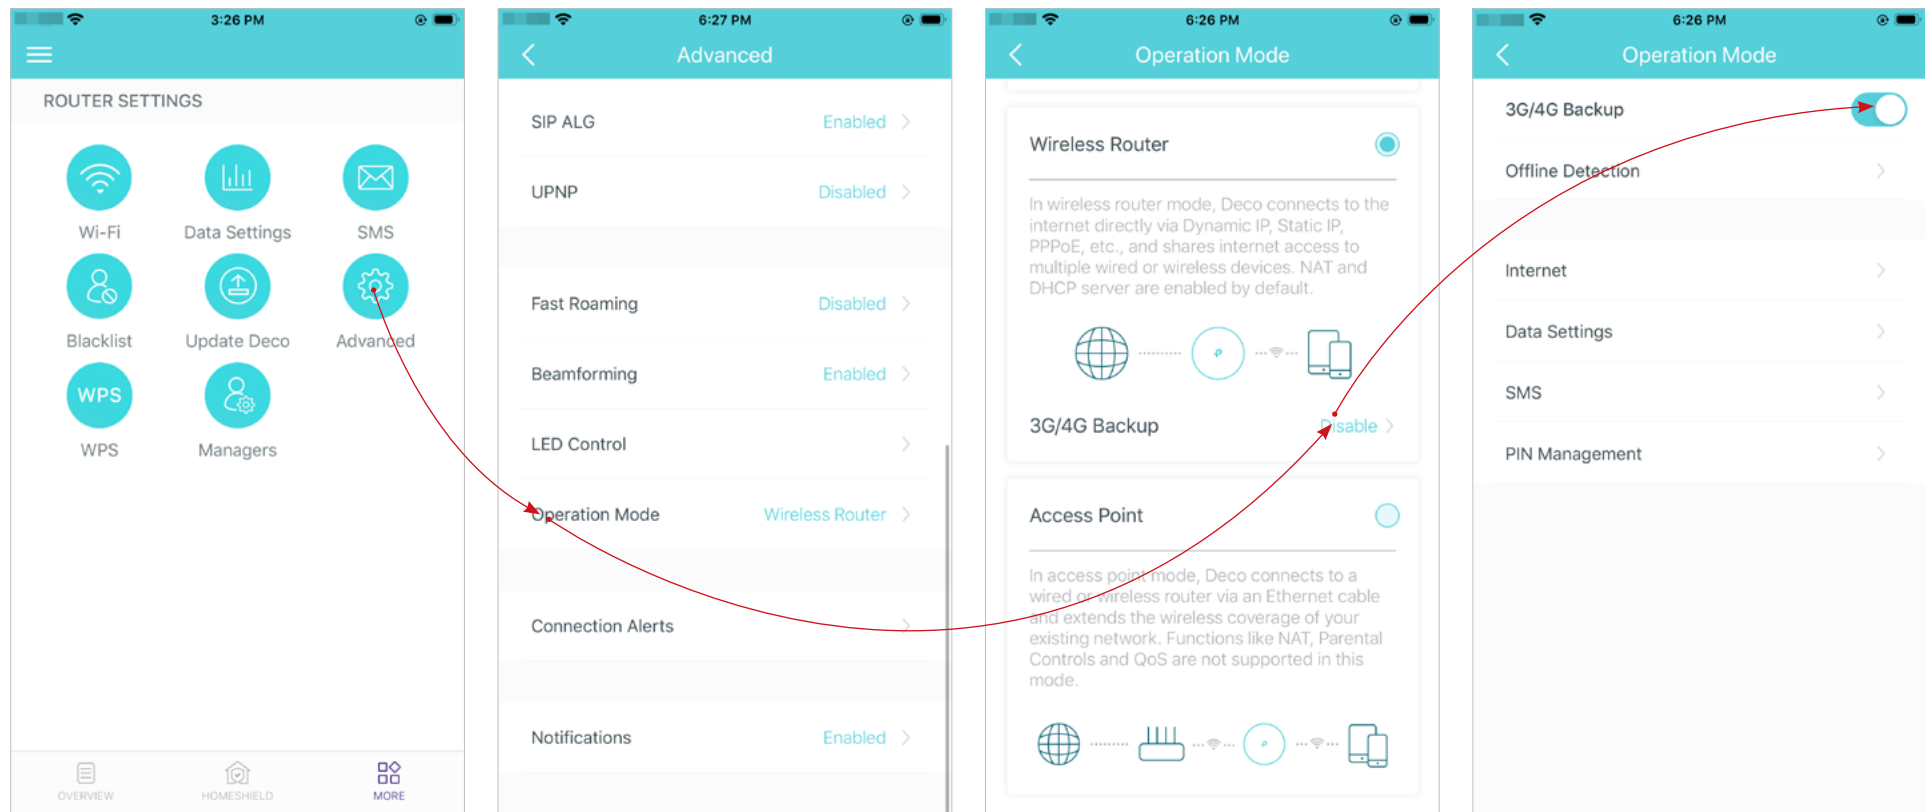 3:26 PM
ROUTER SETTINGS
Wi-Fi
Data Settings
SMS
Blacklist
Update Deco
Advanced
WPS
WPS
Managers
OVERVIEW
HOMESHIELD
MORE
6:27 PM
Advanced
SIP ALG Enabled
UPNP Disabled
Fast Roaming Disabled
Beamforming Enabled
LED Control
Operation Mode Wireless Router
Connection Alerts
Notifications Enabled
6:26 PM
Operation Mode
Wireless Router
In wireless router mode, Deco connects to the
internet directly via Dynamic IP, Static IP,
PPPoE, etc., and shares internet access to
multiple wired or wireless devices. NAT and
DHCP server are enabled by default.
3G/4G Backup Disable
Access Point
In access point mode, Deco connects to a
wired or wireless router via an Ethernet cable
and extends the wireless coverage of your
existing network. Functions like NAT, Parental
Controls and QoS are not supported in this
mode.
6:26 PM
Operation Mode
3G/4G Backup
Offline Detection
Internet
Data Settings
SMS
PIN Management